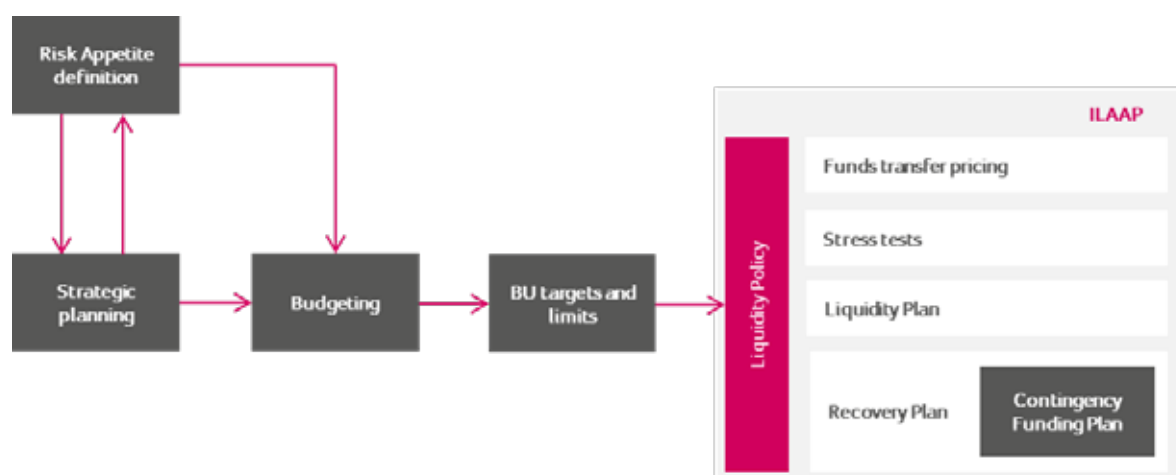 Risk Appetite
definition
Strategic
planning
Budgeting
BU targets and
limits
ILAAP
Liquidity Policy
Funds transfer pricing
Stress tests
Liquidity Plan
Recovery Plan
Contingency
Funding Plan